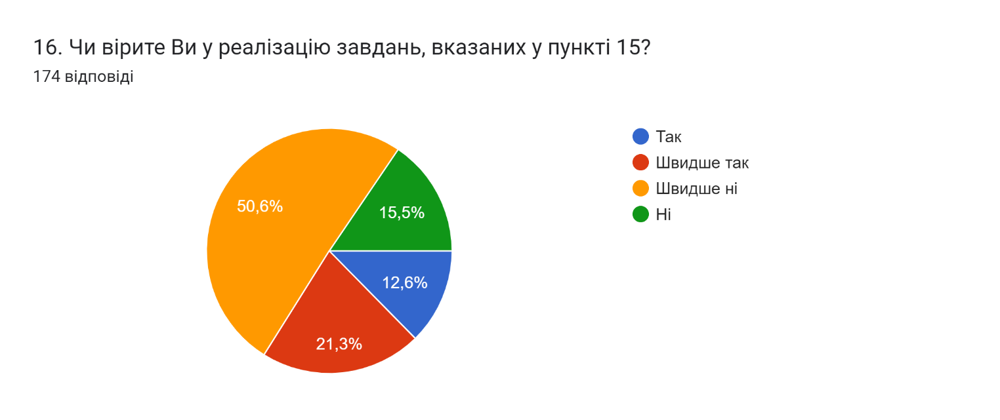 16. Чи вірите Ви у реалізацію завдань, вказаних у пункті 15?
174 відповіді
Так
Швидше так
Швидше ні
Ні
50,6%
15,5%
12,6%
21,3%